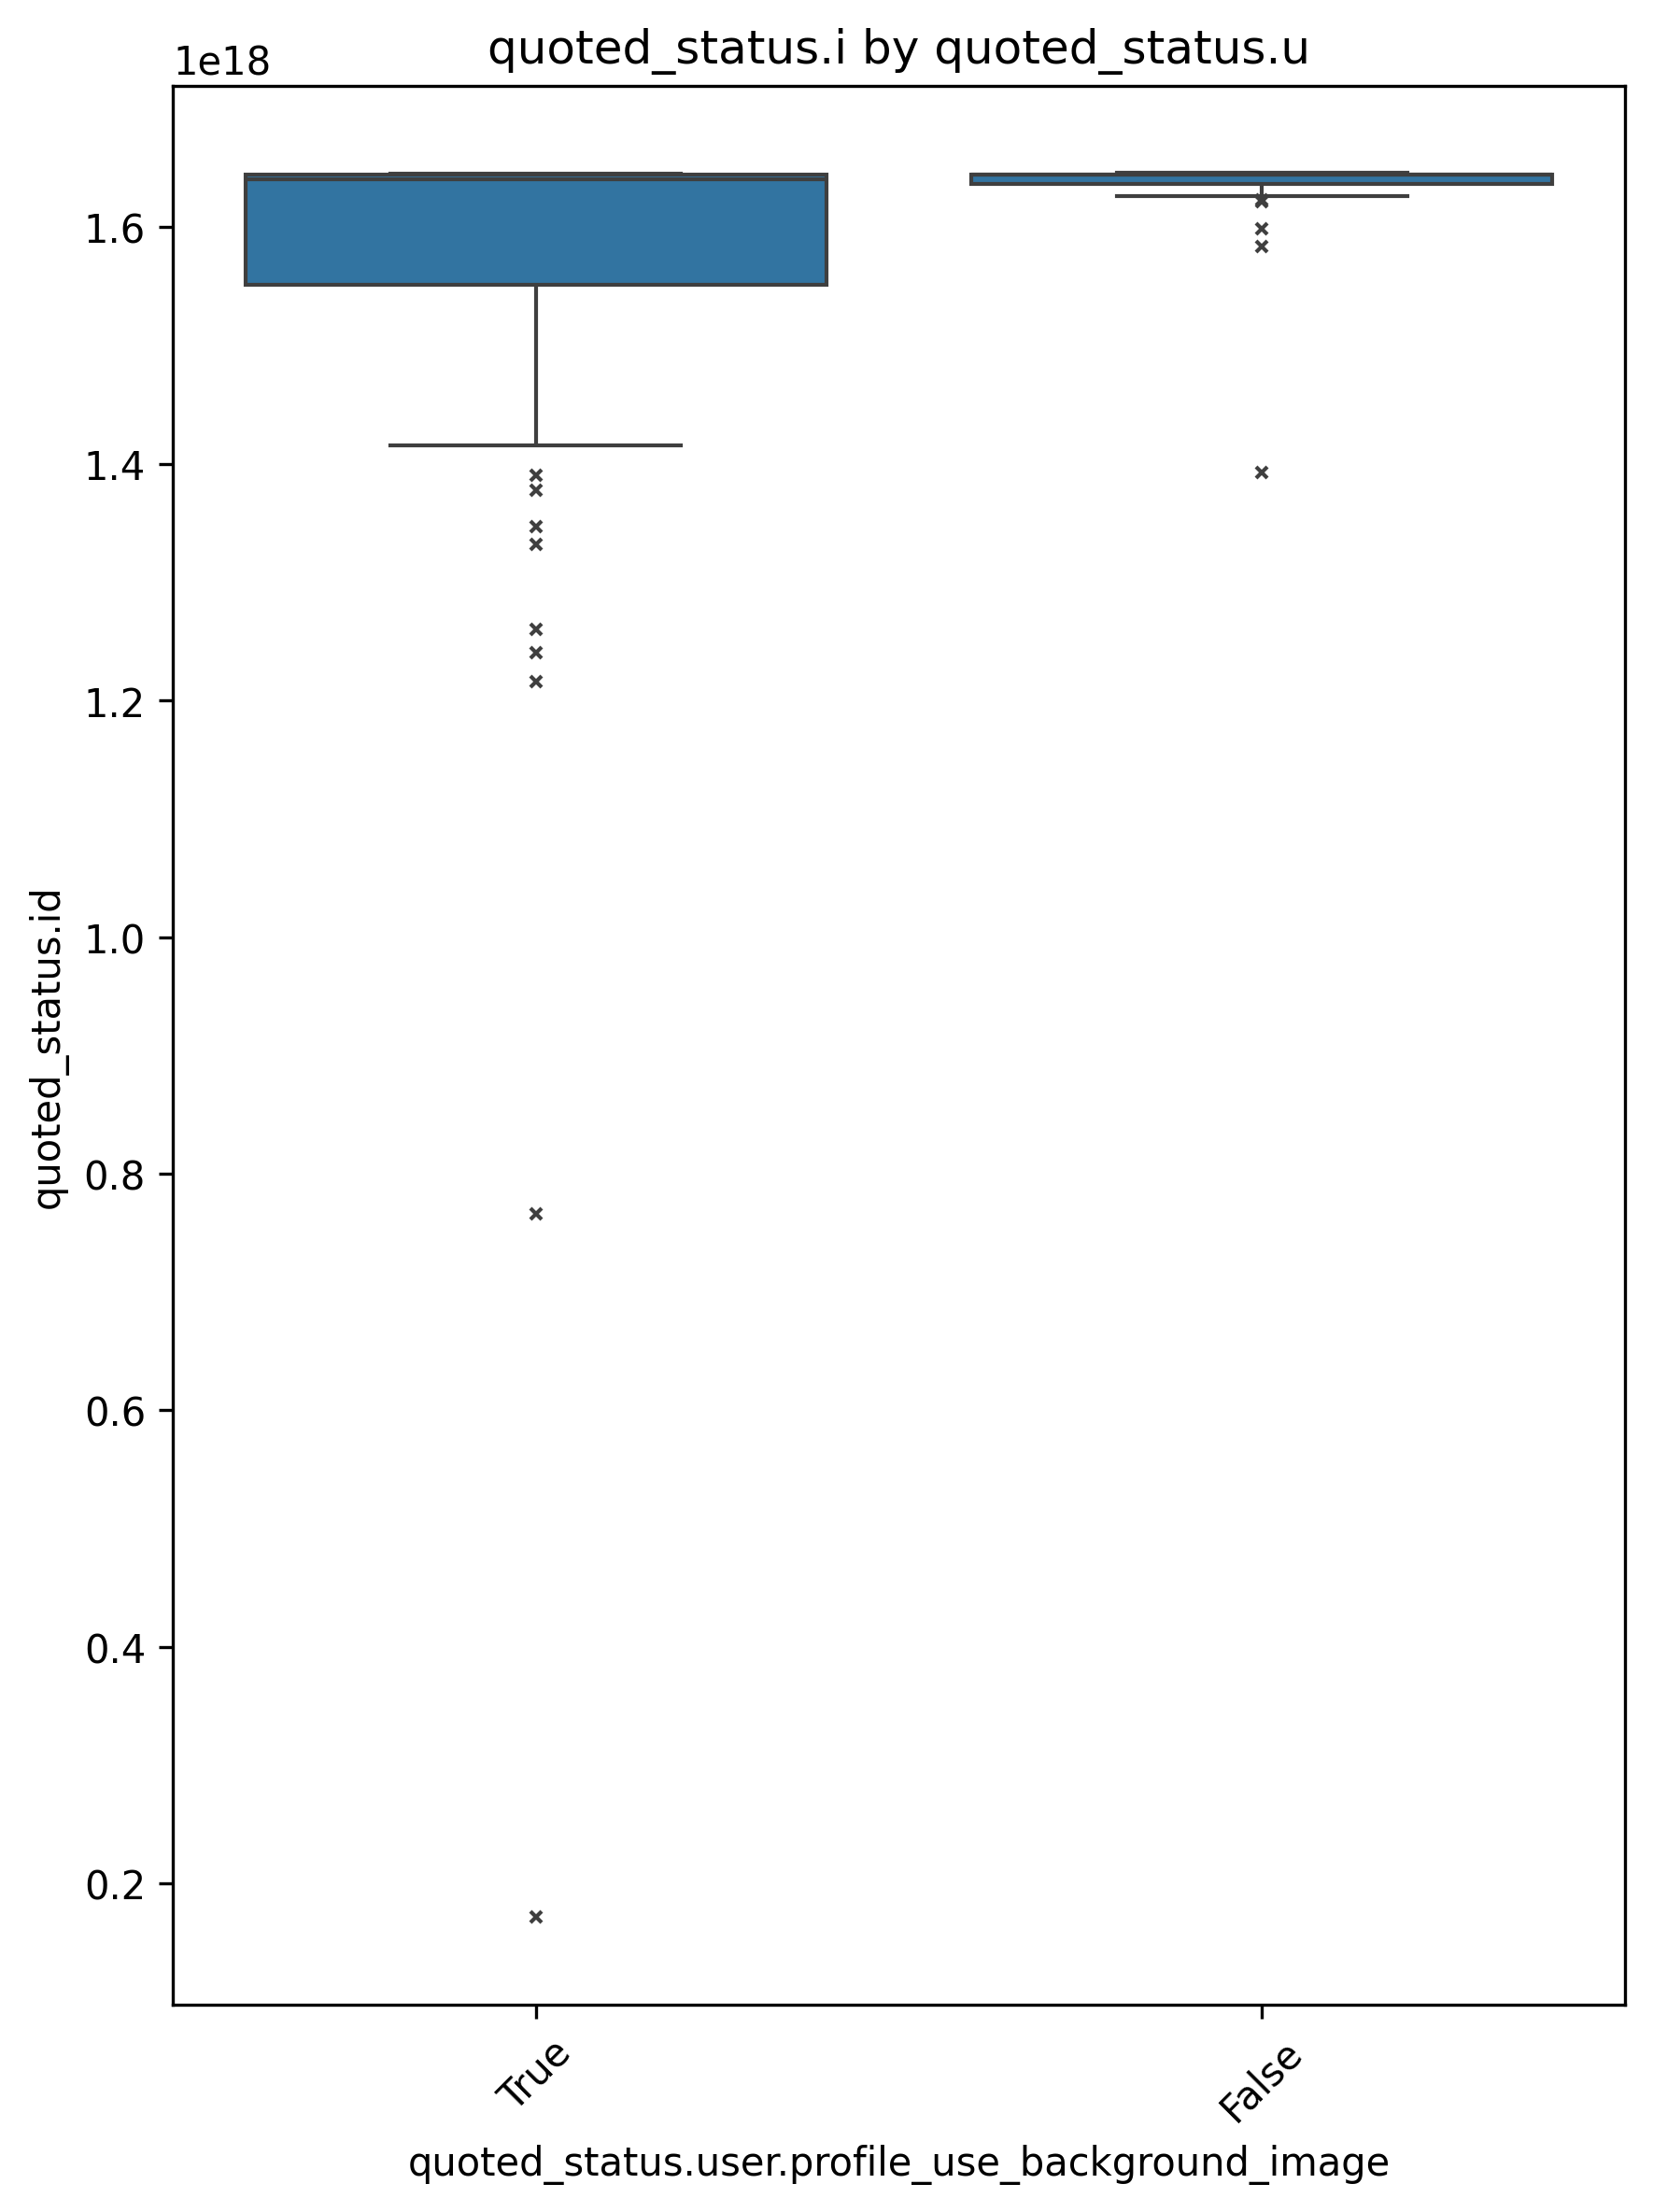 quoted_status.i by quoted_status.u
1e18
1.6
1.4
1.2
1.0
0.8
0.6
0.4
0.2
quoted_status.id
True
False
quoted_status.user.profile_use_background_image